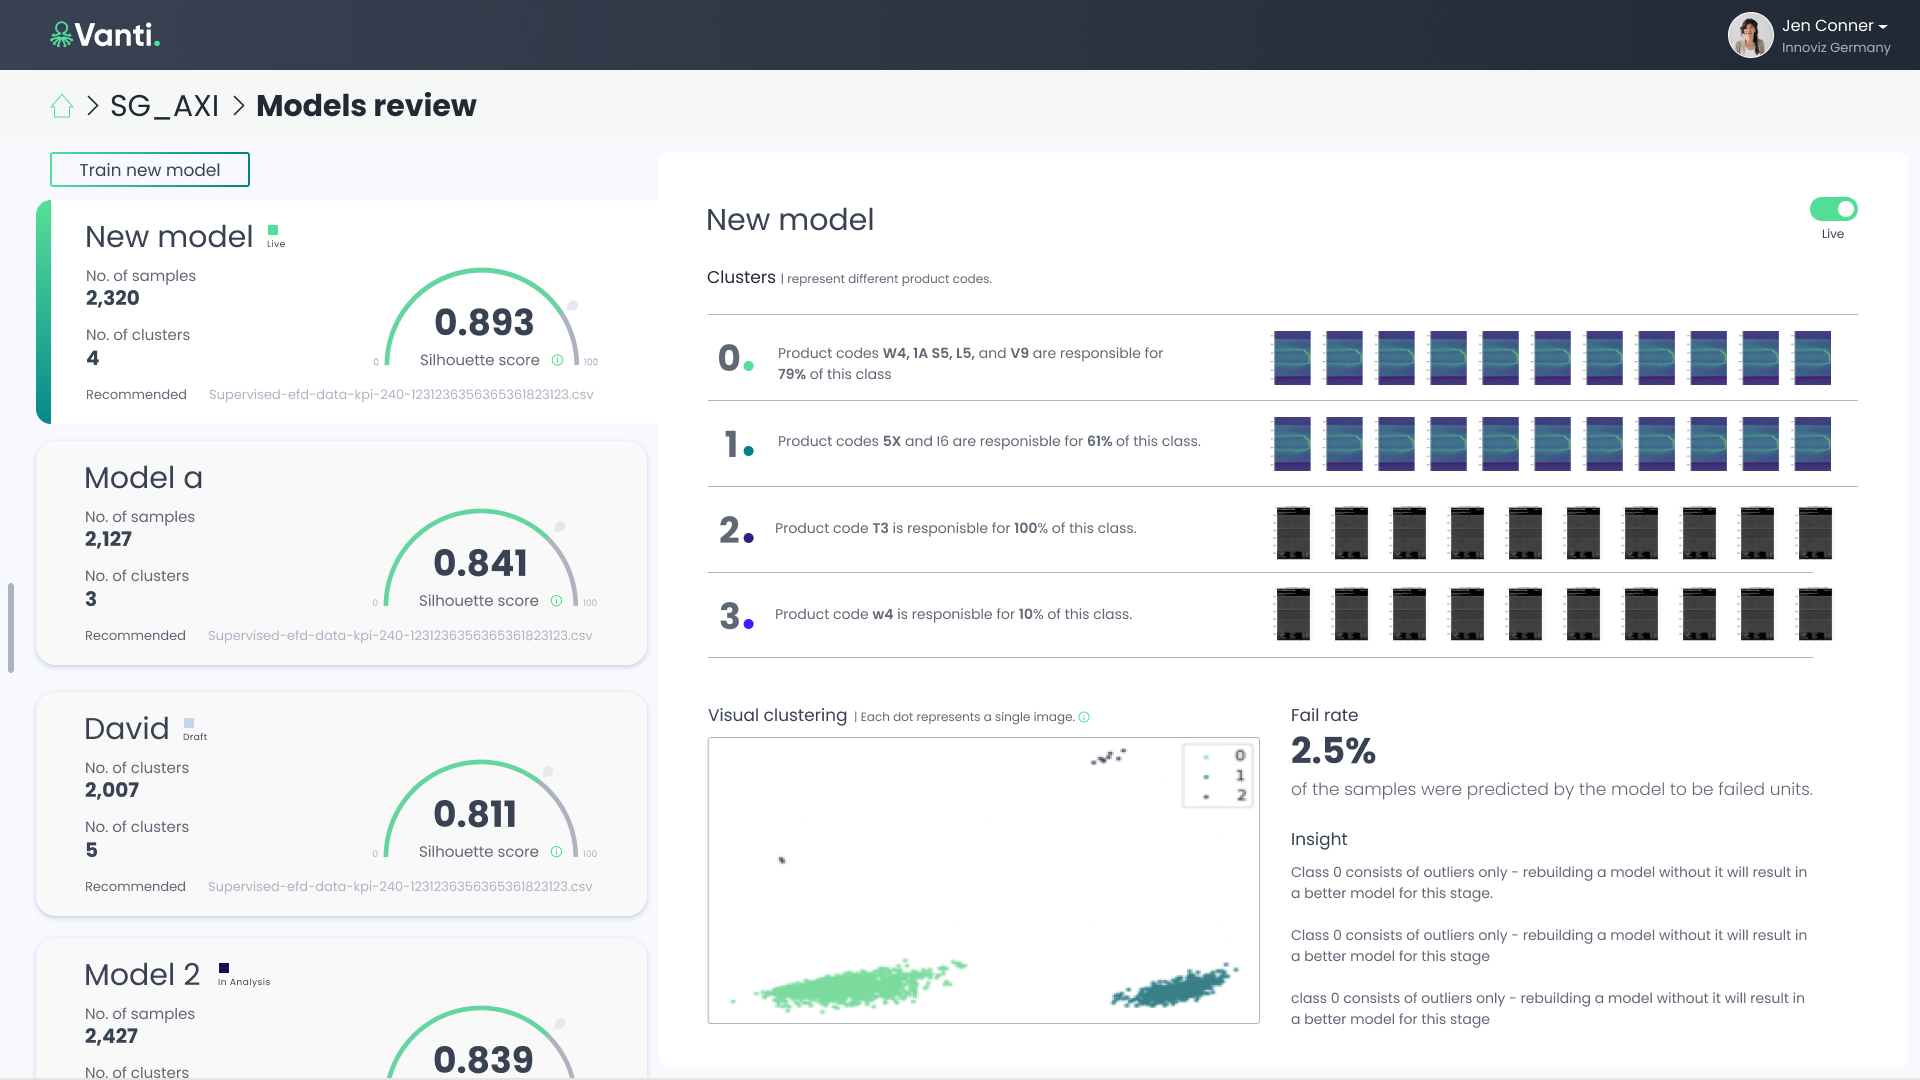 Vanti.
Jen Conner
Innoviz Germany
SG_AXI
Models review
Train new model
New model
Live
No. of samples
2,320
No. of clusters
4
0.893
Silhouette score
0
100
Recommended
Supervised-efd-data-kpi-240-1231236356365361823123.csv
Model a
No. of samples
2,127
No. of clusters
3
0.841
Silhouette score
0
100
Recommended
Supervised-efd-data-kpi-240-1231236356365361823123.csv
David
Draft
No. of clusters
2,007
No. of clusters
5
0.811
Silhouette score
0
100
Recommended
Supervised-efd-data-kpi-240-1231236356365361823123.csv
Model 2
In Analysis
No. of samples
2,427
No. of clusters
0.839
New model
Live
Clusters | represent different product codes.
0.
Product codes W4, 1A S5, L5, and V9 are responsible for
79% of this class
1.
Product codes 5X and I6 are responisble for 61% of this class.
2.
Product code T3 is responisble for 100% of this class.
3.
Product code w4 is responisble for 10% of this class.
Visual clustering | Each dot represents a single image.
0
1
2
Fail rate
2.5%
of the samples were predicted by the model to be failed units.
Insight
Class 0 consists of outliers only - rebuilding a model without it will result in
a better model for this stage.
Class 0 consists of outliers only - rebuilding a model without it will result in
a better model for this stage
class 0 consists of outliers only - rebuilding a model without it will result in
a better model for this stage